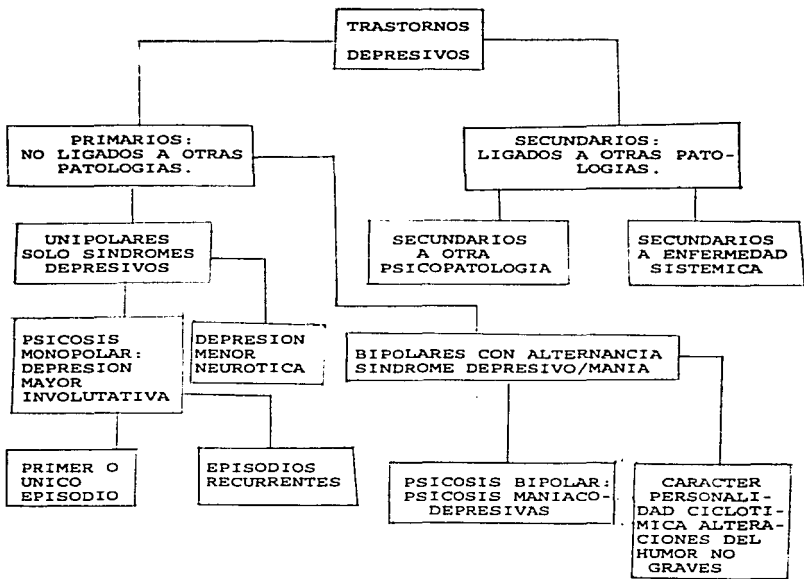 TRASTORNOS
DEPRESIVOS
PRIMARIOS:
NO LIGADOS A OTRAS
PATOLOGIAS.
SECUNDARIOS:
LIGADOS A OTRAS PATO-
LOGIAS.
UNIPOLARES
SOLO SINDROMES
DEPRESIVOS
SECUNDARIOS
A OTRA
PSICOPATOLOGIA
SECUNDARIOS
A ENFERMEDAD
SISTEMICA
PSICOSIS
MONOPOLAR:
DEPRESION
MAYOR
INVOLUTATIVA
DEPRESION
MENOR
NEUROTICA
BIPOLARES CON ALTERNANCIA
SINDROME DEPRESIVO/MANIA
PRIMER O
UNICO
EPISODIO
EPISODIOS
RECURRENTES
PSICOSIS BIPOLAR:
PSICOSIS MANIACO-
DEPRESIVAS
CARACTER
PERSONALI-
DAD CICLOTI-
MICA ALTERA-
CIONES DEL
HUMOR NO
GRAVES